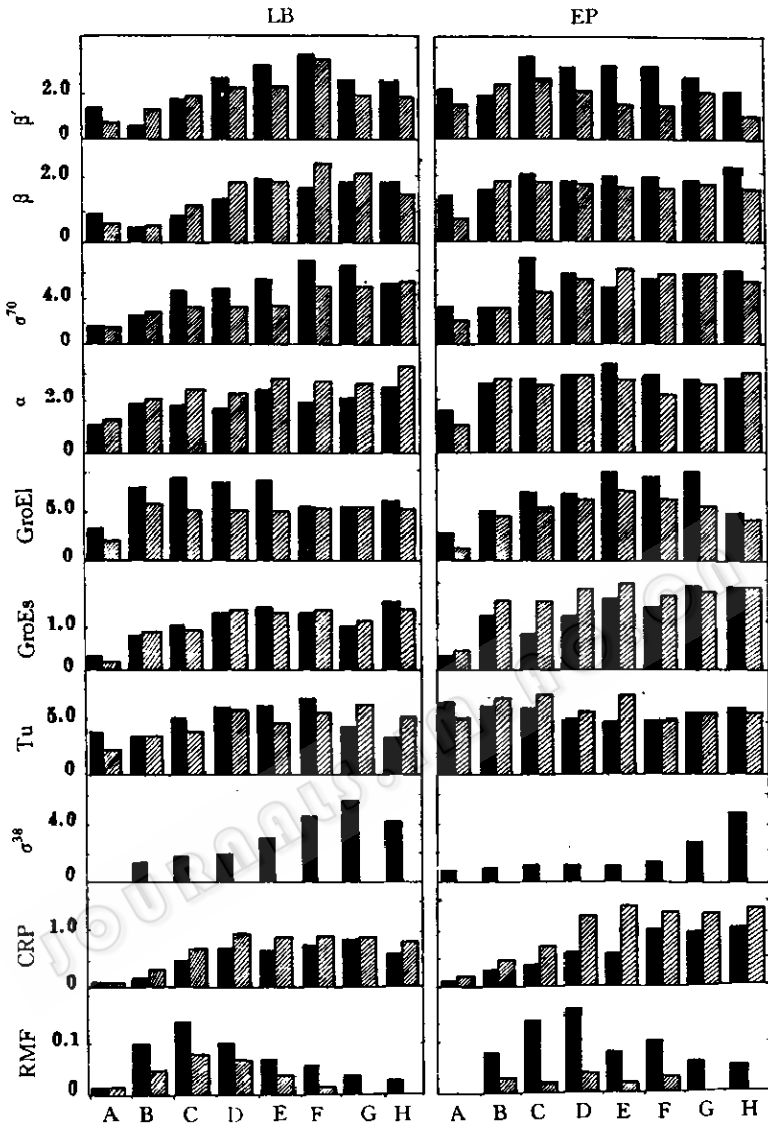 LB EP
β′ 2.0 0
β 2.0 0
σ⁷⁰ 4.0 0
α 2.0 0
GroEl 5.0 0
GroEs 1.0 0
Tu 5.0 0
σ³⁸ 4.0 0
CRP 1.0 0
RMF 0.1 0
A B C D E F G H A B C D E F G H